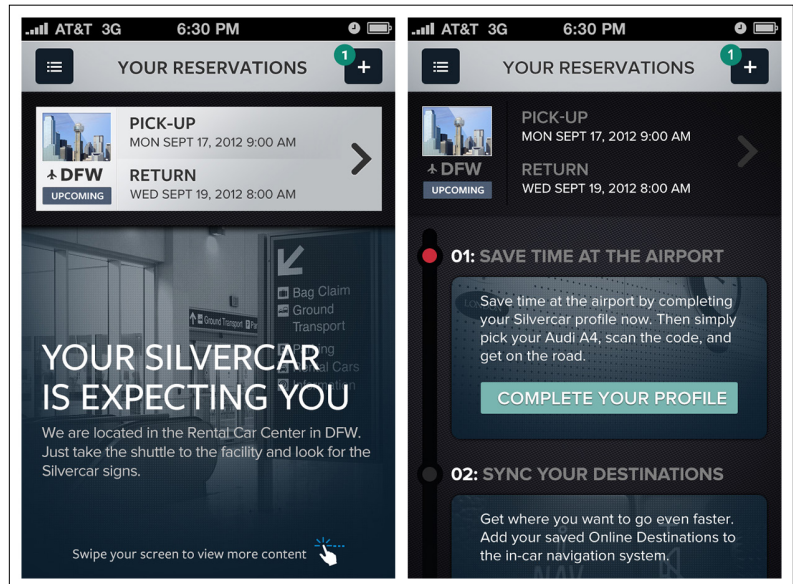 AT&T 3G 6:30 PM
YOUR RESERVATIONS
1
+
PICK-UP
MON SEPT 17, 2012 9:00 AM
DFW
RETURN
UPCOMING
WED SEPT 19, 2012 8:00 AM
Bag Claim
Ground
Transport
Ground Transport
Parking
Rental Cars
Information
YOUR SILVERCAR
IS EXPECTING YOU
We are located in the Rental Car Center in DFW.
Just take the shuttle to the facility and look for the
Silvercar signs.
Swipe your screen to view more content
AT&T 3G 6:30 PM
YOUR RESERVATIONS
1
+
PICK-UP
MON SEPT 17, 2012 9:00 AM
DFW
RETURN
UPCOMING
WED SEPT 19, 2012 8:00 AM
01: SAVE TIME AT THE AIRPORT
Save time at the airport by completing
your Silvercar profile now. Then simply
pick your Audi A4, scan the code, and
get on the road.
COMPLETE YOUR PROFILE
02: SYNC YOUR DESTINATIONS
Get where you want to go even faster.
Add your saved Online Destinations to
the in-car navigation system.
NAV